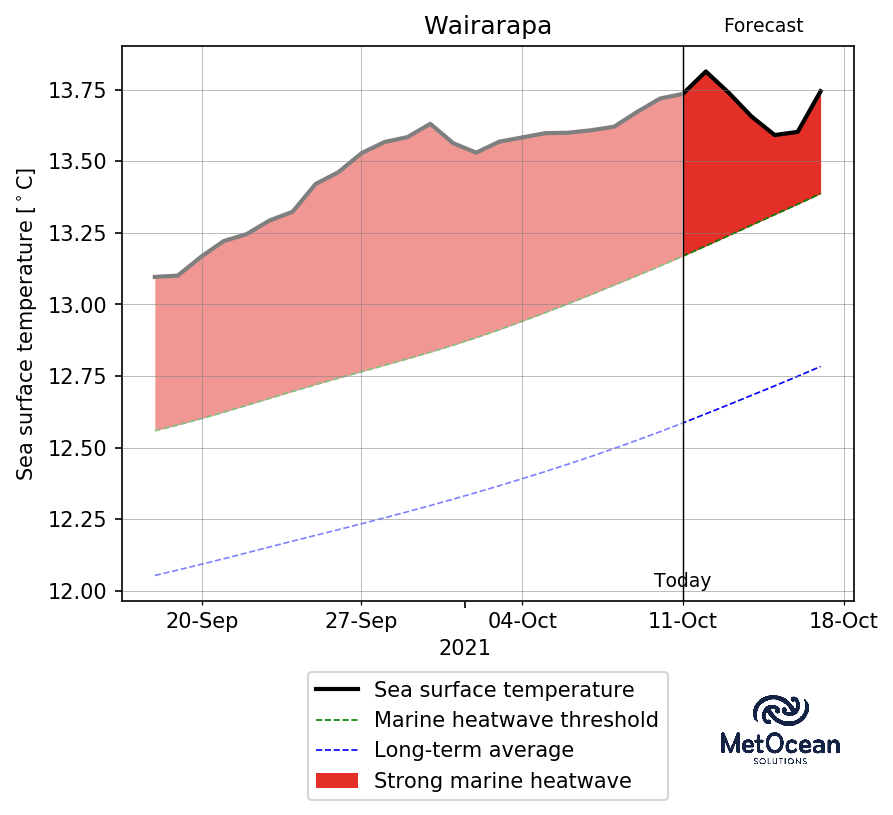 Wairarapa
Forecast
Sea surface temperature [°C]
13.75
13.50
13.25
13.00
12.75
12.50
12.25
12.00
Today
20-Sep
27-Sep
04-Oct
11-Oct
18-Oct
2021
Sea surface temperature
Marine heatwave threshold
Long-term average
Strong marine heatwave
MetOcean
SOLUTIONS